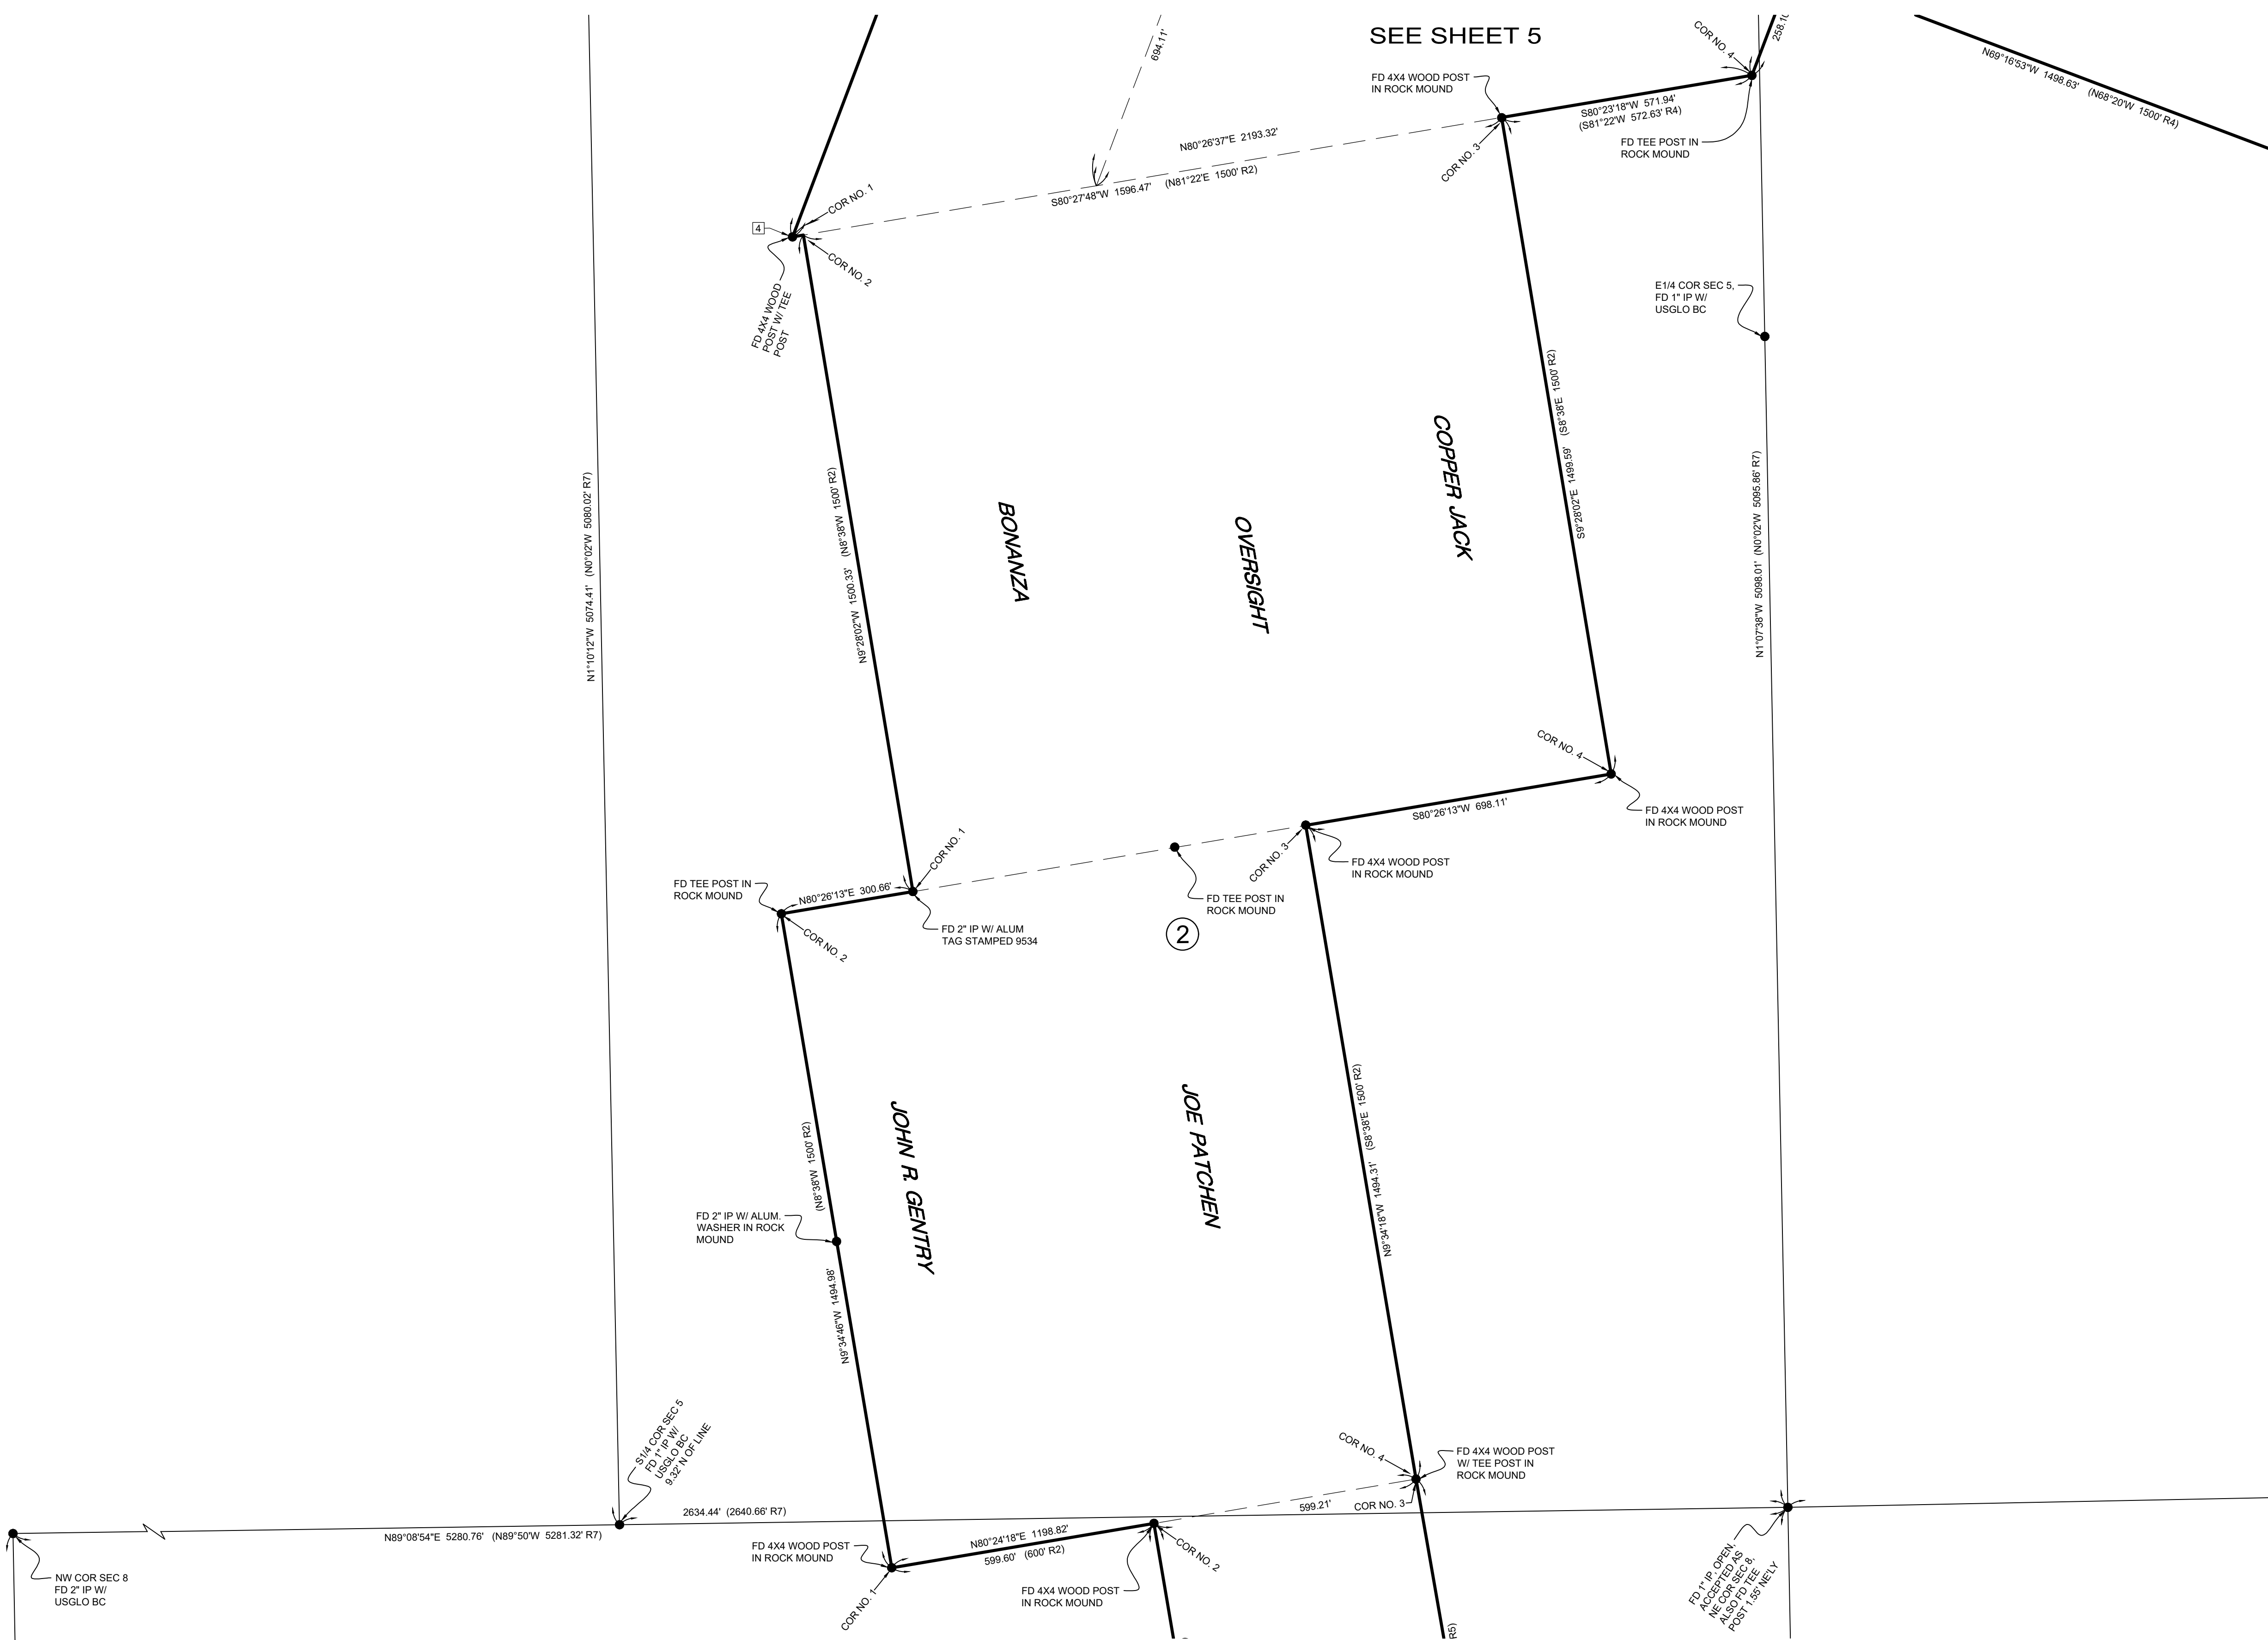 SEE SHEET 5
694.11'
COR NO. 4
258.10
N69°16'53"W 1498.63' (N68°20'W 1500' R4)
FD 4X4 WOOD POST
IN ROCK MOUND
S80°23'18"W 571.94'
(S81°22'W 572.63' R4)
FD TEE POST IN
ROCK MOUND
COR NO. 3
N80°26'37"E 2193.32'
S80°27'48"W 1596.47' (N81°22'E 1500' R2)
COR NO. 1
4
COR NO. 2
FD 4X4 WOOD
POST W/ TEE
POST
E1/4 COR SEC 5,
FD 1" IP W/
USGLO BC
N1°10'12"W 5074.41' (N0°02'W 5080.02' R7)
N9°28'02"W 1500.33' (N8°38'W 1500' R2)
BONANZA
OVERSIGHT
COPPER JACK
S9°28'02"E 1499.59' (S8°38'E 1500' R2)
N1°07'38"W 5098.01' (N0°02'W 5095.86' R7)
COR NO. 4
FD 4X4 WOOD POST
IN ROCK MOUND
S80°26'13"W 698.11'
COR NO. 3
FD 4X4 WOOD POST
IN ROCK MOUND
FD TEE POST IN
ROCK MOUND
2
COR NO. 1
FD TEE POST IN
ROCK MOUND
N80°26'13"E 300.66'
FD 2" IP W/ ALUM
TAG STAMPED 9534
COR NO. 2
(N8°38'W 1500' R2)
JOHN R. GENTRY
JOE PATCHEN
N9°34'18"W 1494.31' (S8°38'E 1500' R2)
FD 2" IP W/ ALUM.
WASHER IN ROCK
MOUND
N9°34'46"W 1494.98'
S1/4 COR SEC 5
FD 1" IP W/
USGLO BC
9.32' N OF LINE
COR NO. 4
FD 4X4 WOOD POST
W/ TEE POST IN
ROCK MOUND
599.21'
COR NO. 3
2634.44' (2640.66' R7)
N89°08'54"E 5280.76' (N89°50'W 5281.32' R7)
FD 4X4 WOOD POST
IN ROCK MOUND
N80°24'18"E 1198.82'
599.60' (600' R2)
COR NO. 2
COR NO. 1
FD 4X4 WOOD POST
IN ROCK MOUND
NW COR SEC 8
FD 2" IP W/
USGLO BC
FD 1" IP, OPEN,
ACCEPTED AS
NE COR SEC 8.
ALSO FD TEE
POST 1.55' NE'LY
R5)